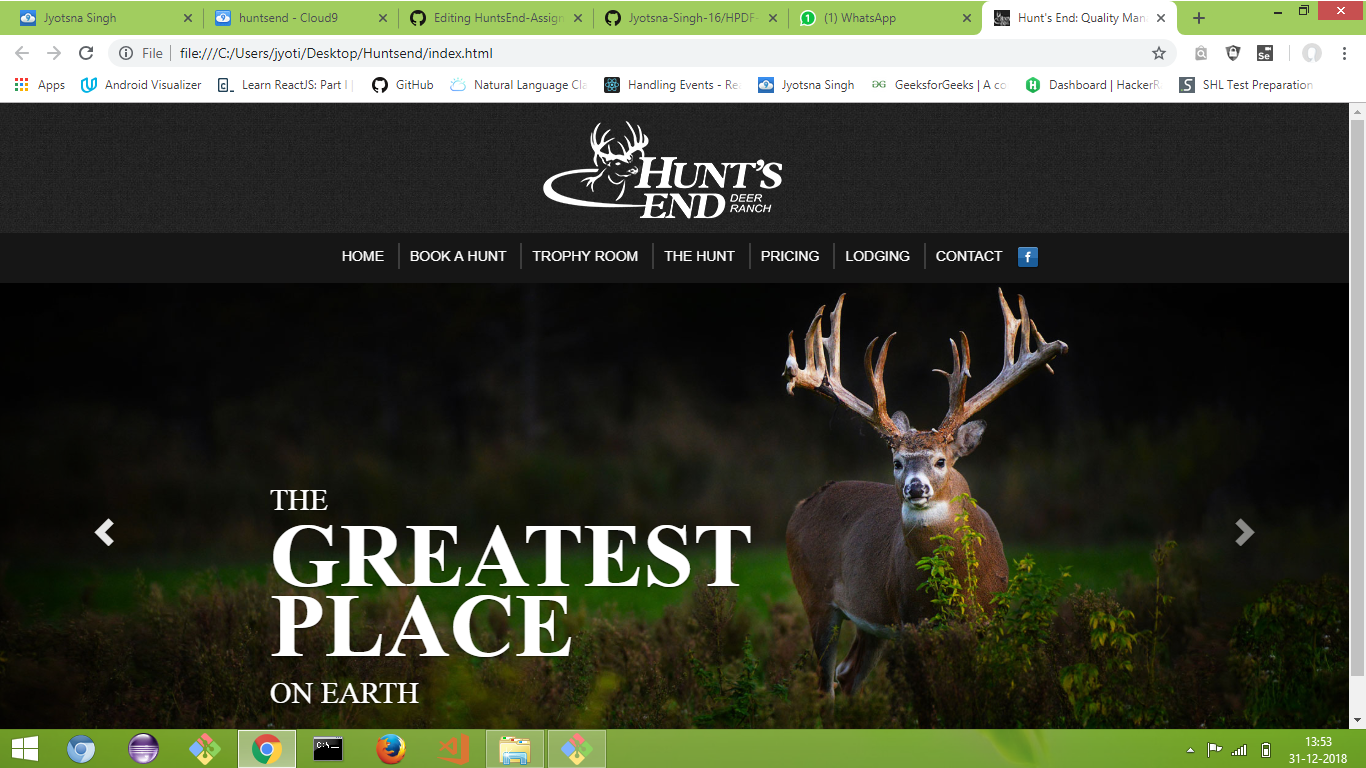 Jyotsna Singh
huntsend - Cloud9
Editing HuntsEnd-Assign
Jyotsna-Singh-16/HPDF-
(1) WhatsApp
Hunt's End: Quality Man
File
file:///C:/Users/jyoti/Desktop/Huntsend/index.html
Se
Apps
Android Visualizer
Learn ReactJS: Part I
GitHub
Natural Language Cla
Handling Events - Re
Jyotsna Singh
GeeksforGeeks | A co
Dashboard | HackerR
SHL Test Preparation
HUNT'S
END DEER
RANCH
HOME
BOOK A HUNT
TROPHY ROOM
THE HUNT
PRICING
LODGING
CONTACT
f
THE
GREATEST
PLACE
ON EARTH
13:53
31-12-2018